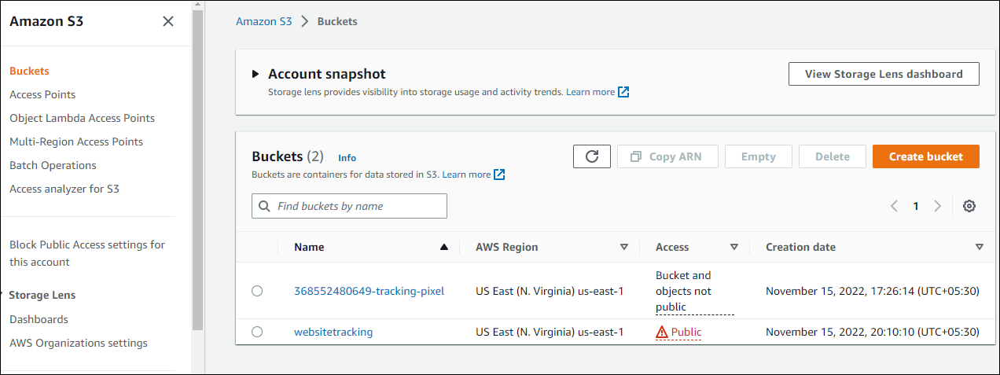 Amazon S3
Buckets
Access Points
Object Lambda Access Points
Multi-Region Access Points
Batch Operations
Access analyzer for S3
Block Public Access settings for
this account
Storage Lens
Dashboards
AWS Organizations settings
Amazon S3 > Buckets
Account snapshot
Storage lens provides visibility into storage usage and activity trends. Learn more
View Storage Lens dashboard
Buckets (2) Info
Buckets are containers for data stored in S3. Learn more
Copy ARN Empty Delete Create bucket
Find buckets by name
1
Name AWS Region Access Creation date
368552480649-tracking-pixel US East (N. Virginia) us-east-1 Bucket and
objects not
public
November 15, 2022, 17:26:14 (UTC+05:30)
websitetracking US East (N. Virginia) us-east-1 Public November 15, 2022, 20:10:10 (UTC+05:30)